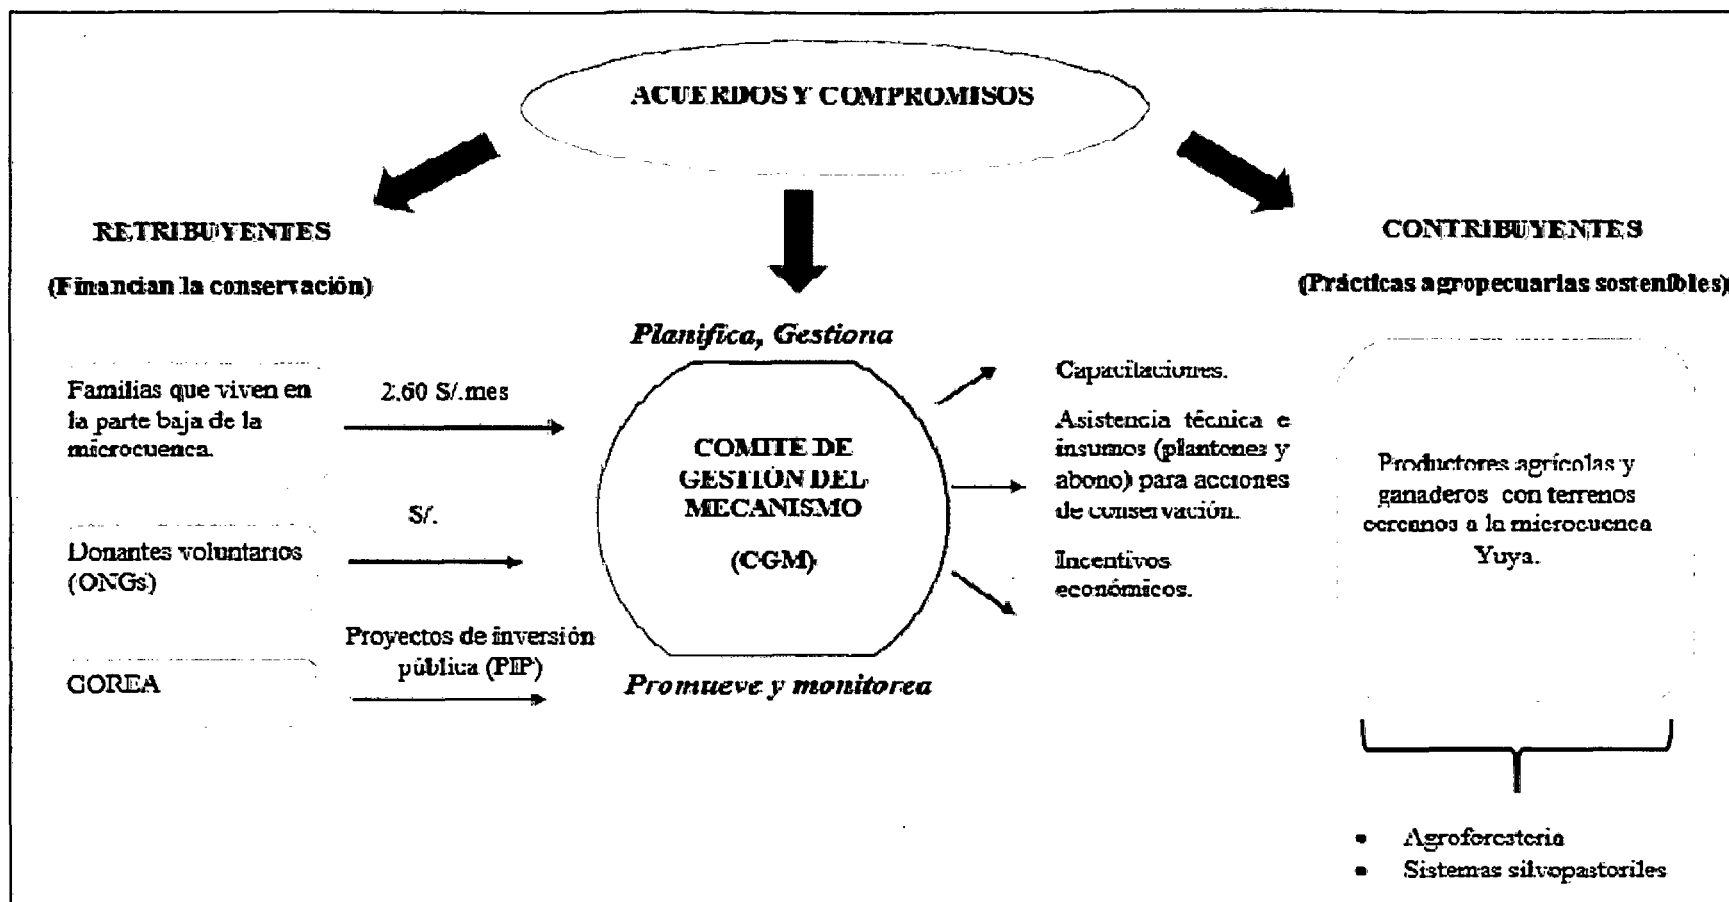 ACUERDOS Y COMPROMISOS
RETRIBUYENTES
(Financian la conservación)
Familias que viven en
la parte baja de la
microcuenca.
2.60 S/.mes
Donantes voluntarios
(ONGs)
S/.
GOREA
Proyectos de inversión
pública (PIP)
Planifica, Gestiona
COMITE DE
GESTIÓN DEL
MECANISMO
(CGM)
Promueve y monitorea
Capacitaciones.
Asistencia técnica e
insumos (plantones y
abono) para acciones
de conservación.
Incentivos
económicos.
CONTRIBUYENTES
(Prácticas agropecuarias sostenibles)
Productores agrícolas y
ganaderos con terrenos
cercanos a la microcuenca
Yuya.
• Agroforesteria
• Sistemas silvopastoriles